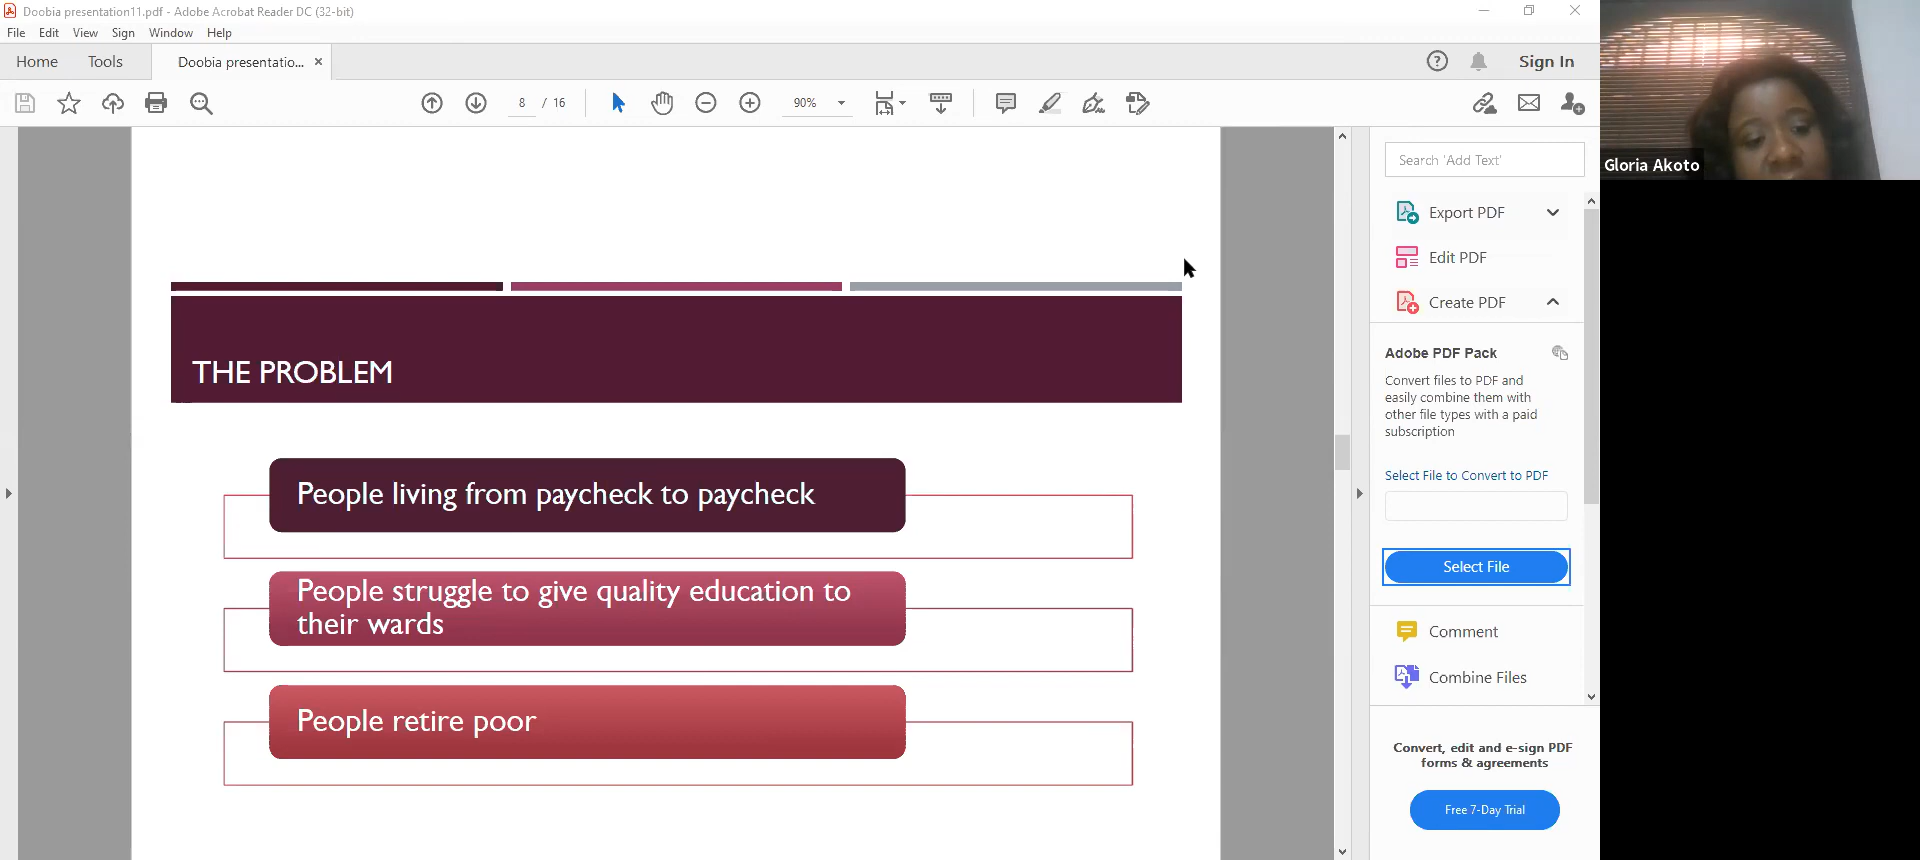 Doobia presentation11.pdf - Adobe Acrobat Reader DC (32-bit)
File Edit View Sign Window Help
Home Tools Doobia presentatio... Sign In
8 / 16 90%
Gloria Akoto
Search 'Add Text'
Export PDF
Edit PDF
Create PDF
Adobe PDF Pack
Convert files to PDF and
easily combine them with
other file types with a paid
subscription
Select File to Convert to PDF
Select File
Comment
Combine Files
Convert, edit and e-sign PDF
forms & agreements
Free 7-Day Trial
THE PROBLEM
People living from paycheck to paycheck
People struggle to give quality education to
their wards
People retire poor